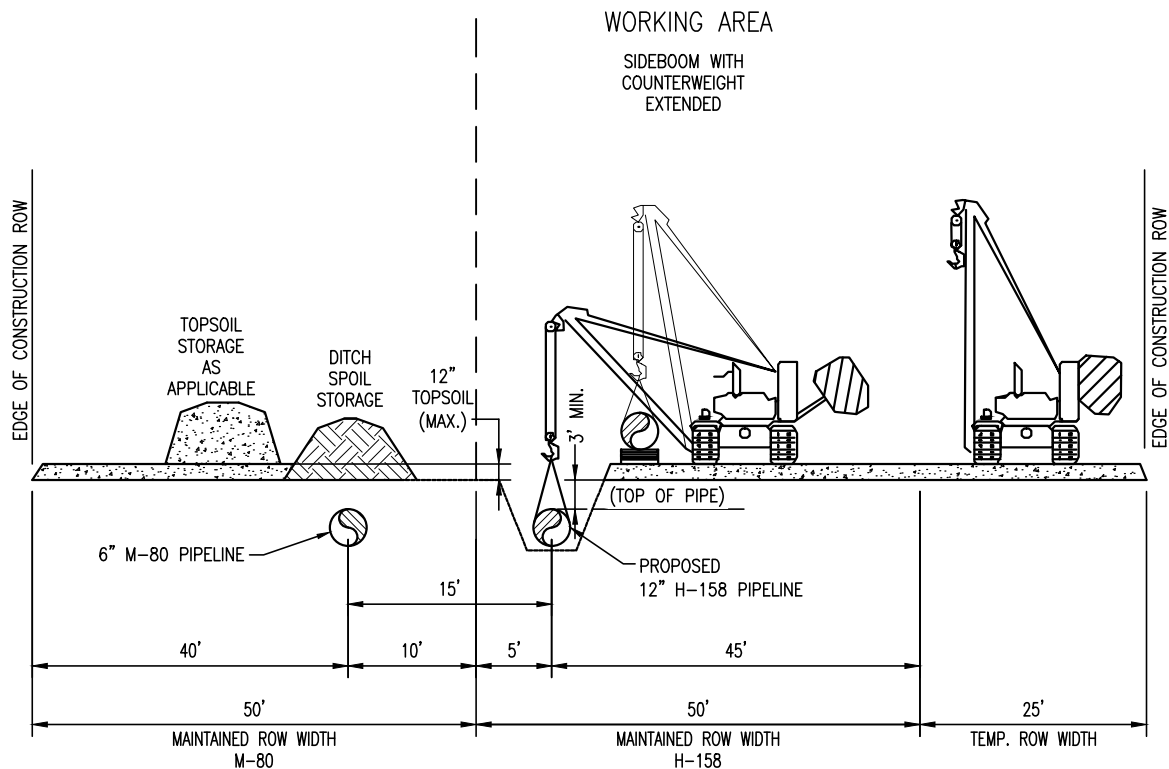 WORKING AREA
SIDEBOOM WITH
COUNTERWEIGHT
EXTENDED
EDGE OF CONSTRUCTION ROW
EDGE OF CONSTRUCTION ROW
TOPSOIL
STORAGE
AS
APPLICABLE
DITCH
SPOIL
STORAGE
12"
TOPSOIL
(MAX.)
3' MIN.
(TOP OF PIPE)
6" M-80 PIPELINE
PROPOSED
12" H-158 PIPELINE
15'
40'
10'
5'
45'
50'
50'
25'
MAINTAINED ROW WIDTH
M-80
MAINTAINED ROW WIDTH
H-158
TEMP. ROW WIDTH